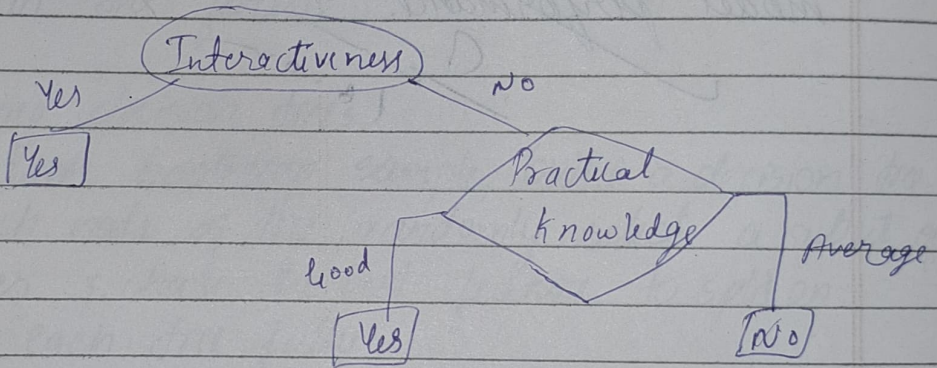 Interactiveness
Yes
NO
Yes
Practical
Knowledge
Good
Average
Yes
No